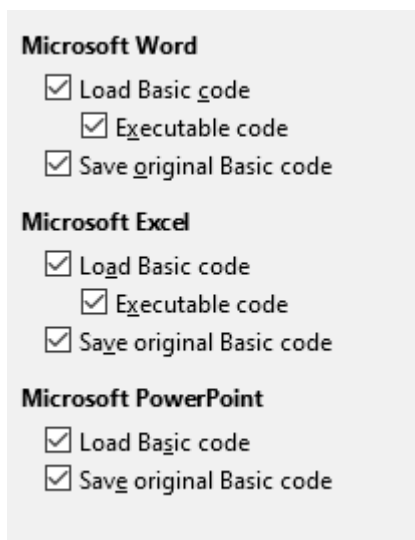 Microsoft Word
Load Basic code
Executable code
Save original Basic code
Microsoft Excel
Load Basic code
Executable code
Save original Basic code
Microsoft PowerPoint
Load Basic code
Save original Basic code